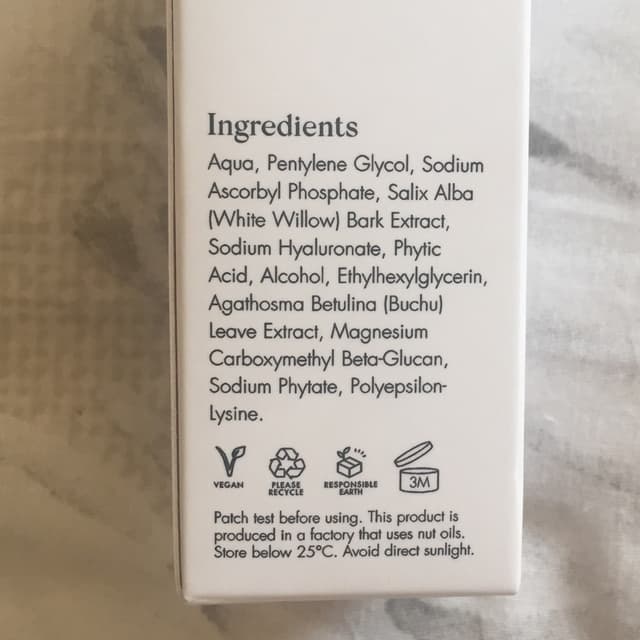 Ingredients
Aqua, Pentylene Glycol, Sodium
Ascorbyl Phosphate, Salix Alba
(White Willow) Bark Extract,
Sodium Hyaluronate, Phytic
Acid, Alcohol, Ethylhexylglycerin,
Agathosma Betulina (Buchu)
Leave Extract, Magnesium
Carboxymethyl Beta-Glucan,
Sodium Phytate, Polyepsilon-
Lysine.
VEGAN
PLEASE
RECYCLE
RESPONSIBLE
EARTH
3M
Patch test before using. This product is
produced in a factory that uses nut oils.
Store below 25°C. Avoid direct sunlight.